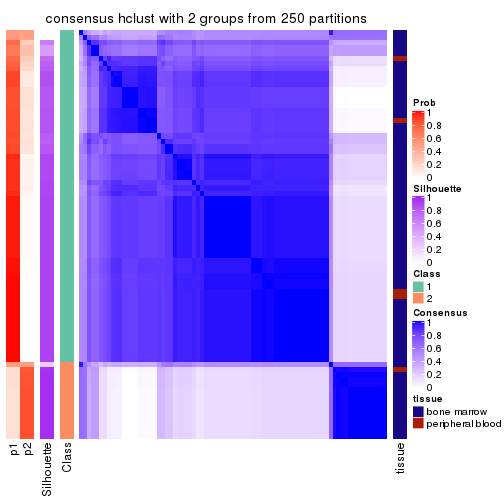 consensus hclust with 2 groups from 250 partitions
Prob
1
0.8
0.6
0.4
0.2
0
Silhouette
1
0.8
0.6
0.4
0.2
0
Class
1
2
Consensus
1
0.8
0.6
0.4
0.2
0
tissue
bone marrow
peripheral blood
p1
p2
Silhouette
Class
tissue